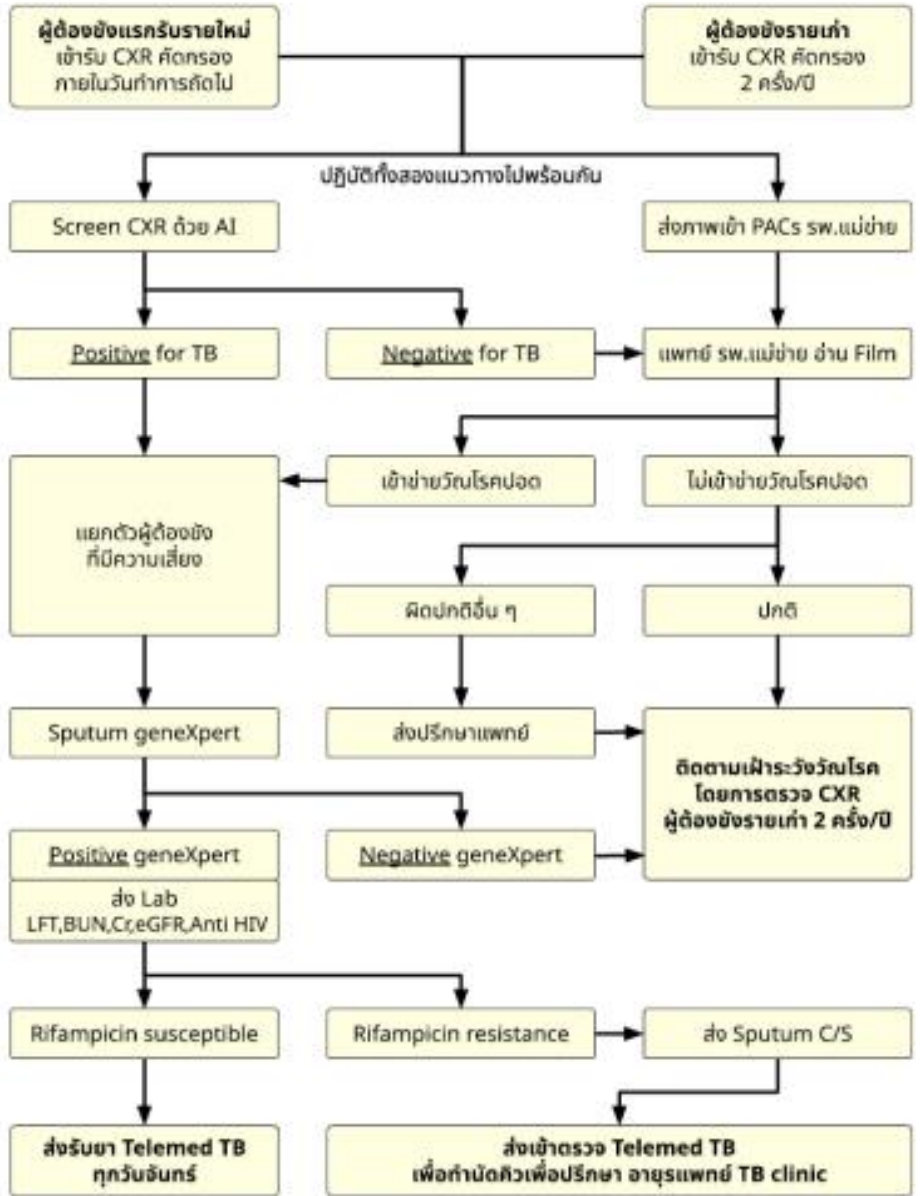 ผู้ต้องขังแรกรับรายใหม่
เข้ารับ CXR คัดกรอง
ภายในวันทำการถัดไป
ผู้ต้องขังรายเก่า
เข้ารับ CXR คัดกรอง
2 ครั้ง/ปี
ปฏิบัติทั้งสองแนวทางไปพร้อมกัน
Screen CXR ด้วย AI
ส่งภาพเข้า PACs รพ.แม่ข่าย
Positive for TB
Negative for TB
แพทย์ รพ.แม่ข่าย อ่าน Film
เข้าข่ายวัณโรคปอด
ไม่เข้าข่ายวัณโรคปอด
แยกตัวผู้ต้องขัง
ที่มีความเสี่ยง
ผิดปกติอื่น ๆ
ปกติ
Sputum geneXpert
ส่งปรึกษาแพทย์
ติดตามเฝ้าระวังวัณโรค
โดยการตรวจ CXR
ผู้ต้องขังรายเก่า 2 ครั้ง/ปี
Positive geneXpert
Negative geneXpert
ส่ง Lab
LFT,BUN,Cr,eGFR,Anti HIV
Rifampicin susceptible
Rifampicin resistance
ส่ง Sputum C/S
ส่งรับยา Telemed TB
ทุกวันจันทร์
ส่งเข้าตรวจ Telemed TB
เพื่อทำนัดคิวเพื่อปรึกษา อายุรแพทย์ TB clinic